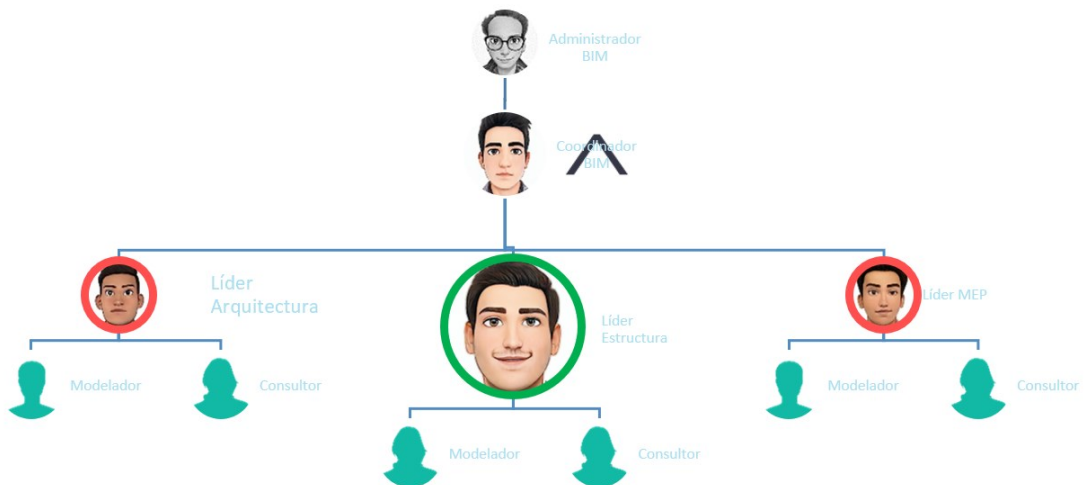 Administrador
BIM
Coordinador
BIM
Líder
Arquitectura
Líder
Estructura
Líder MEP
Modelador
Consultor
Modelador
Consultor
Modelador
Consultor